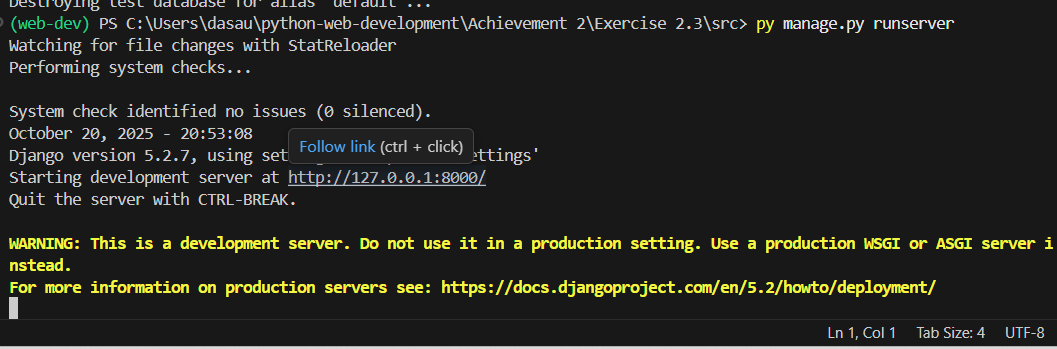 Destroying test database for alias 'default'...
(web-dev) PS C:\Users\dasau\python-web-development\Achievement 2\Exercise 2.3\src> py manage.py runserver
Watching for file changes with StatReloader
Performing system checks...
System check identified no issues (0 silenced).
October 20, 2025 - 20:53:08
Follow link (ctrl + click)
Django version 5.2.7, using ettings'
Starting development server at http://127.0.0.1:8000/
Quit the server with CTRL-BREAK.
WARNING: This is a development server. Do not use it in a production setting. Use a production WSGI or ASGI server i
nstead.
For more information on production servers see: https://docs.djangoproject.com/en/5.2/howto/deployment/
Ln 1, Col 1 Tab Size: 4 UTF-8